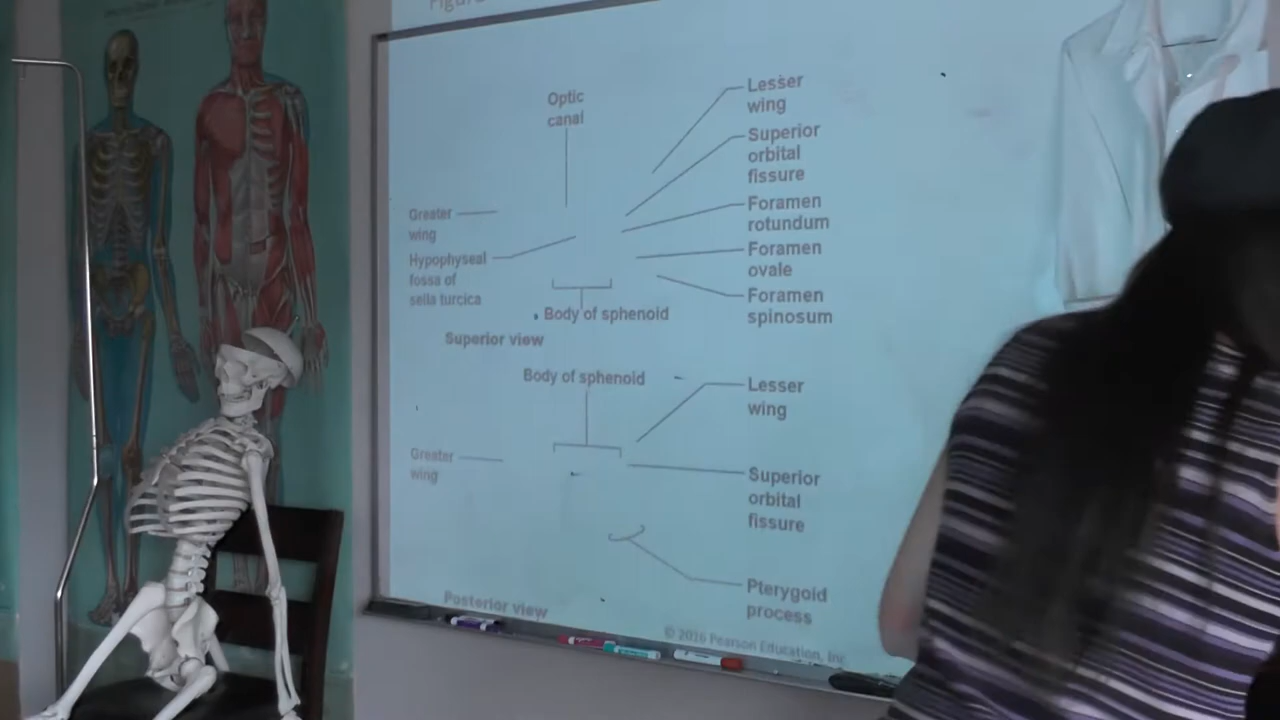 Figure
Optic
canal
Lesser
wing
Superior
orbital
fissure
Foramen
rotundum
Foramen
ovale
Foramen
spinosum
Greater
wing
Hypophyseal
fossa of
sella turcica
Body of sphenoid
Superior view
Body of sphenoid
Lesser
wing
Greater
wing
Superior
orbital
fissure
Pterygoid
process
Posterior view
© 2016 Pearson Education, Inc